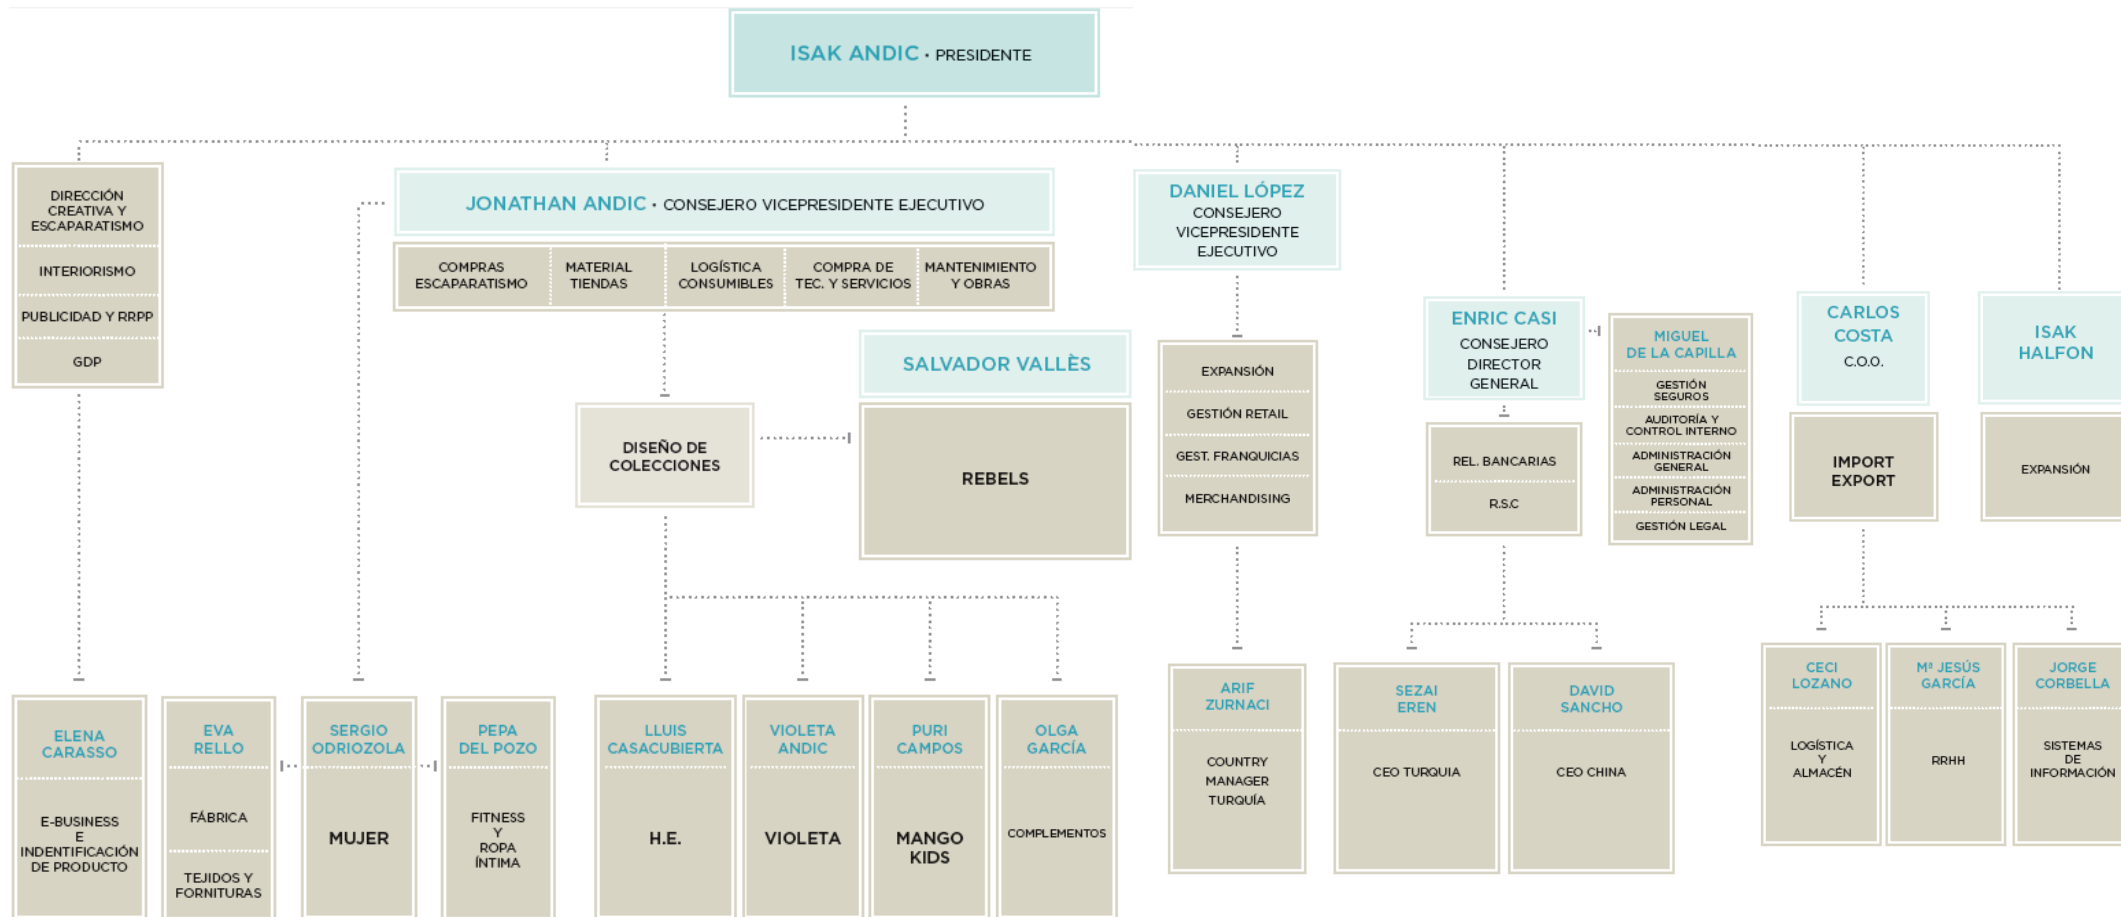 ISAK ANDIC · PRESIDENTE
DIRECCIÓN
CREATIVA Y
ESCAPARATISMO
INTERIORISMO
PUBLICIDAD Y RRPP
GDP
JONATHAN ANDIC · CONSEJERO VICEPRESIDENTE EJECUTIVO
COMPRAS
ESCAPARATISMO
MATERIAL
TIENDAS
LOGÍSTICA
CONSUMIBLES
COMPRA DE
TEC. Y SERVICIOS
MANTENIMIENTO
Y OBRAS
DISEÑO DE
COLECCIONES
SALVADOR VALLÈS
REBELS
DANIEL LÓPEZ
CONSEJERO
VICEPRESIDENTE
EJECUTIVO
EXPANSIÓN
GESTIÓN RETAIL
GEST. FRANQUICIAS
MERCHANDISING
ENRIC CASI
CONSEJERO
DIRECTOR
GENERAL
REL. BANCARIAS
R.S.C
MIGUEL
DE LA CAPILLA
GESTIÓN
SEGUROS
AUDITORÍA Y
CONTROL INTERNO
ADMINISTRACIÓN
GENERAL
ADMINISTRACIÓN
PERSONAL
GESTIÓN LEGAL
CARLOS
COSTA
C.O.O.
IMPORT
EXPORT
ISAK
HALFON
EXPANSIÓN
ELENA
CARASSO
E-BUSINESS
E
INDENTIFICACIÓN
DE PRODUCTO
EVA
RELLO
FÁBRICA
TEJIDOS Y
FORNITURAS
SERGIO
ODRIOZOLA
MUJER
PEPA
DEL POZO
FITNESS
Y
ROPA
ÍNTIMA
LLUIS
CASACUBIERTA
H.E.
VIOLETA
ANDIC
VIOLETA
PURI
CAMPOS
MANGO
KIDS
OLGA
GARCÍA
COMPLEMENTOS
ARIF
ZURNACI
COUNTRY
MANAGER
TURQUÍA
SEZAI
EREN
CEO TURQUIA
DAVID
SANCHO
CEO CHINA
CECI
LOZANO
LOGÍSTICA
Y
ALMACÉN
Mª JESÚS
GARCÍA
RRHH
JORGE
CORBELLA
SISTEMAS
DE
INFORMACIÓN